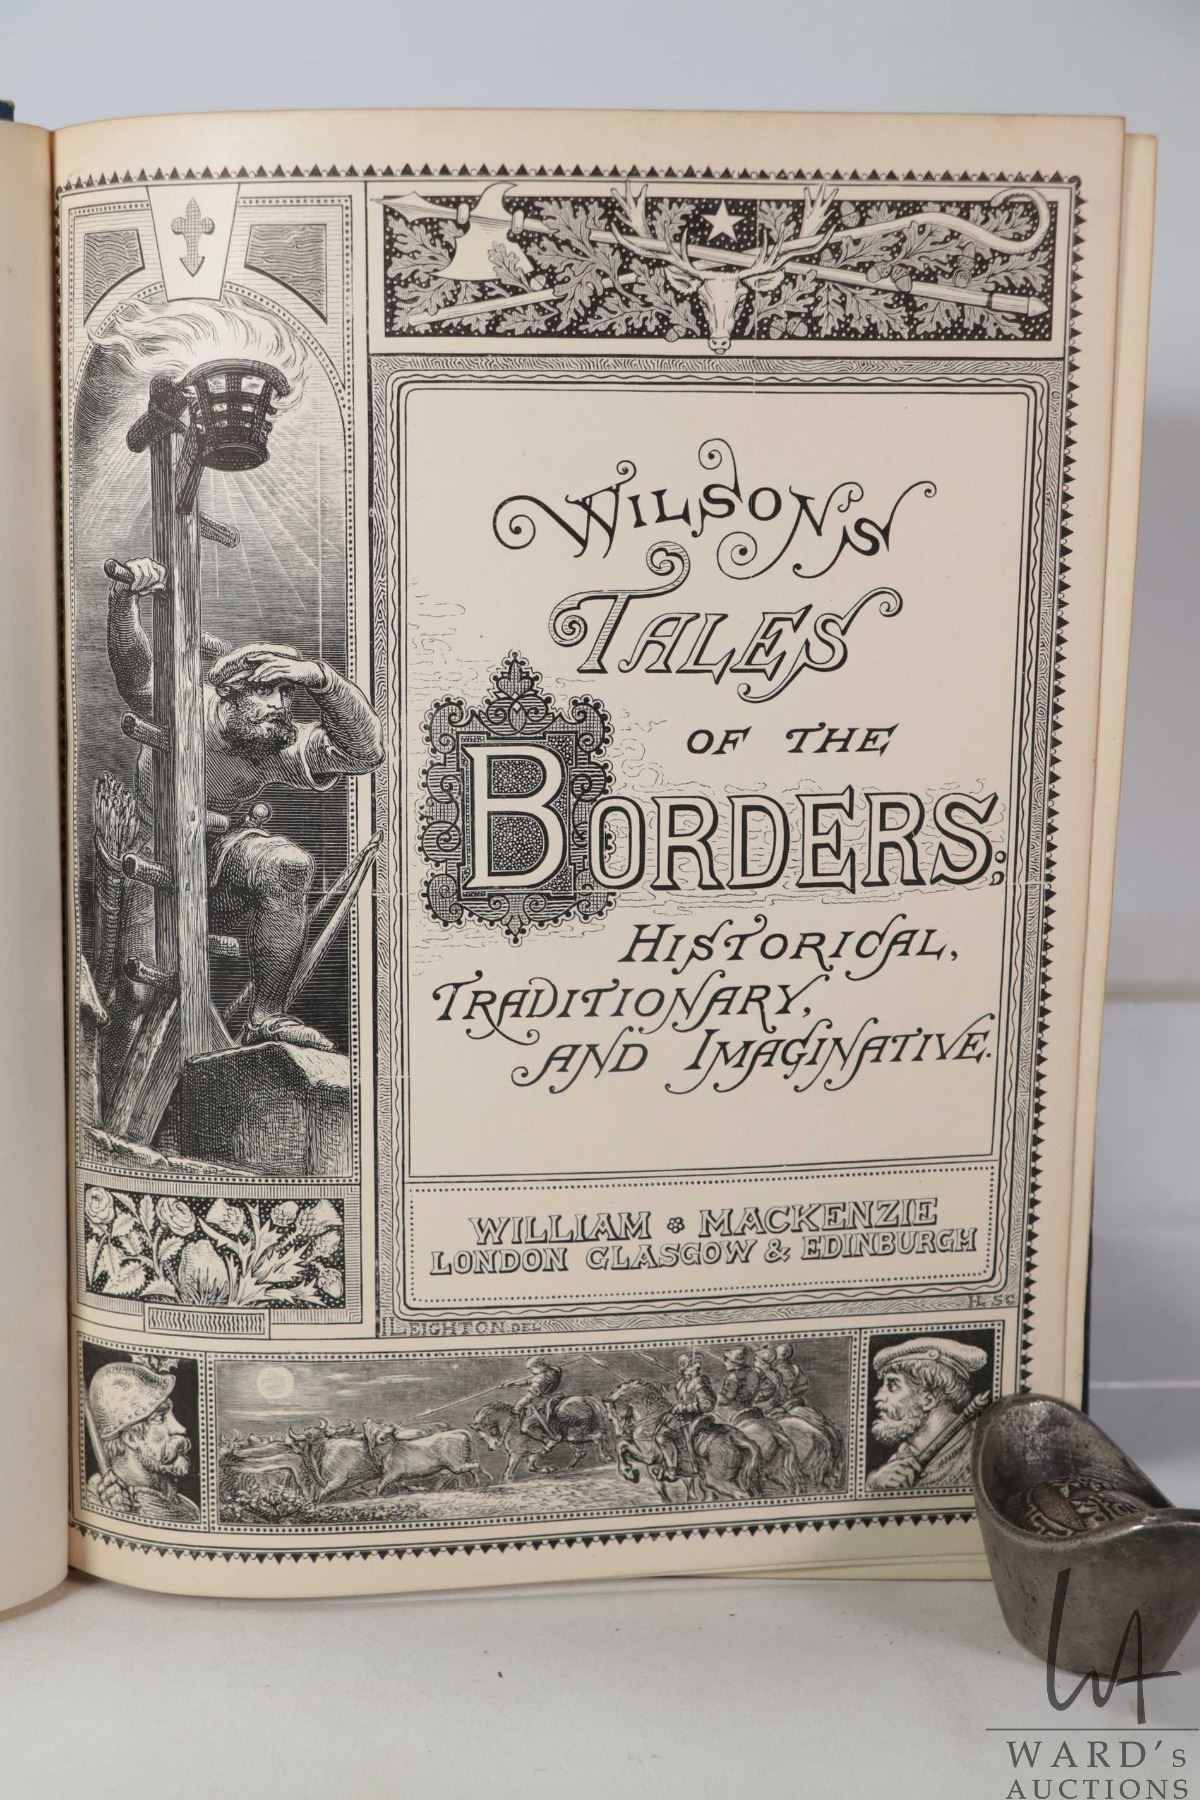 WILSON'S
TALES
OF THE
BORDERS;
HISTORICAL,
TRADITIONARY,
AND IMAGINATIVE.
WILLIAM MACKENZIE
LONDON GLASGOW & EDINBURGH
LEIGHTON. DEL
SC
WA
WARD's
AUCTIONS